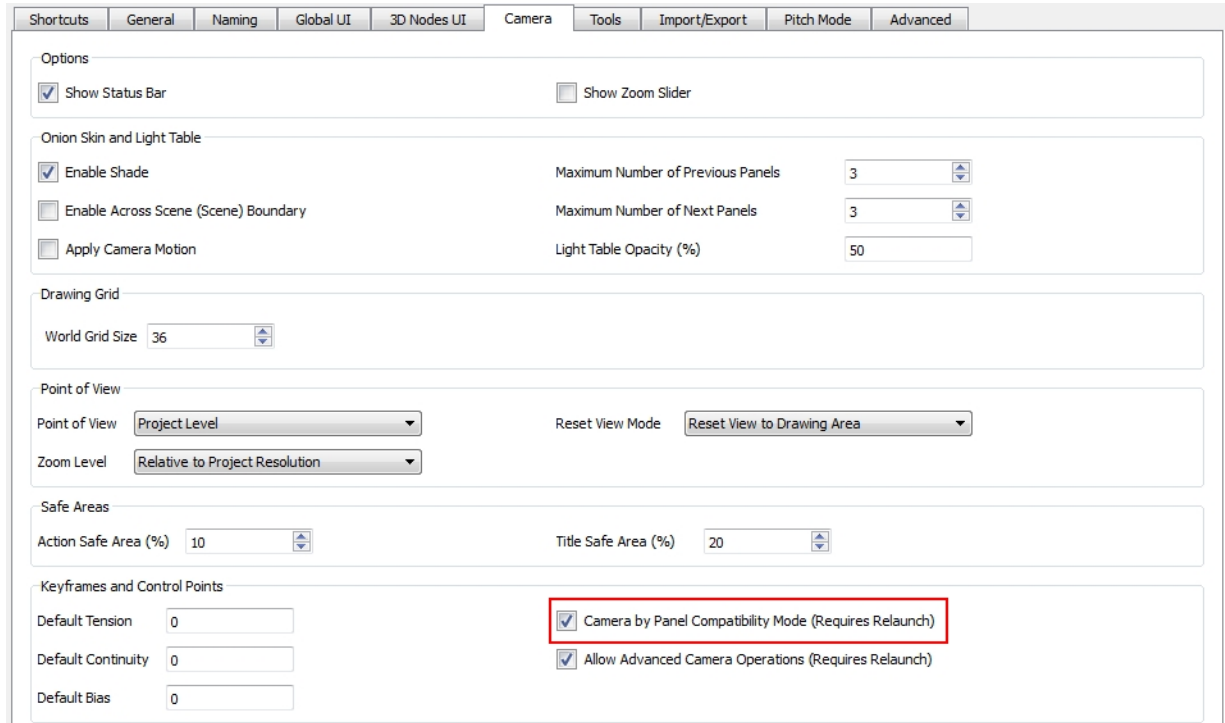 Shortcuts General Naming Global UI 3D Nodes UI Camera Tools Import/Export Pitch Mode Advanced
Options
Show Status Bar Show Zoom Slider
Onion Skin and Light Table
Enable Shade Maximum Number of Previous Panels 3
Enable Across Scene (Scene) Boundary Maximum Number of Next Panels 3
Apply Camera Motion Light Table Opacity (%) 50
Drawing Grid
World Grid Size 36
Point of View
Point of View Project Level Reset View Mode Reset View to Drawing Area
Zoom Level Relative to Project Resolution
Safe Areas
Action Safe Area (%) 10 Title Safe Area (%) 20
Keyframes and Control Points
Default Tension 0 Camera by Panel Compatibility Mode (Requires Relaunch)
Default Continuity 0 Allow Advanced Camera Operations (Requires Relaunch)
Default Bias 0